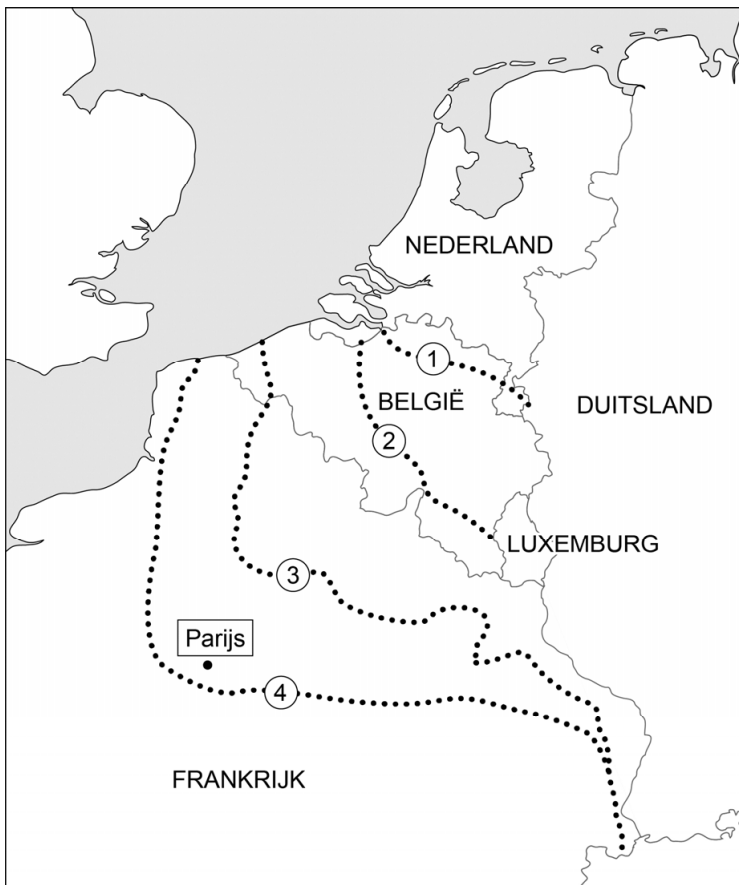 NEDERLAND
1
BELGIË
DUITSLAND
2
LUXEMBURG
3
Parijs
4
FRANKRIJK